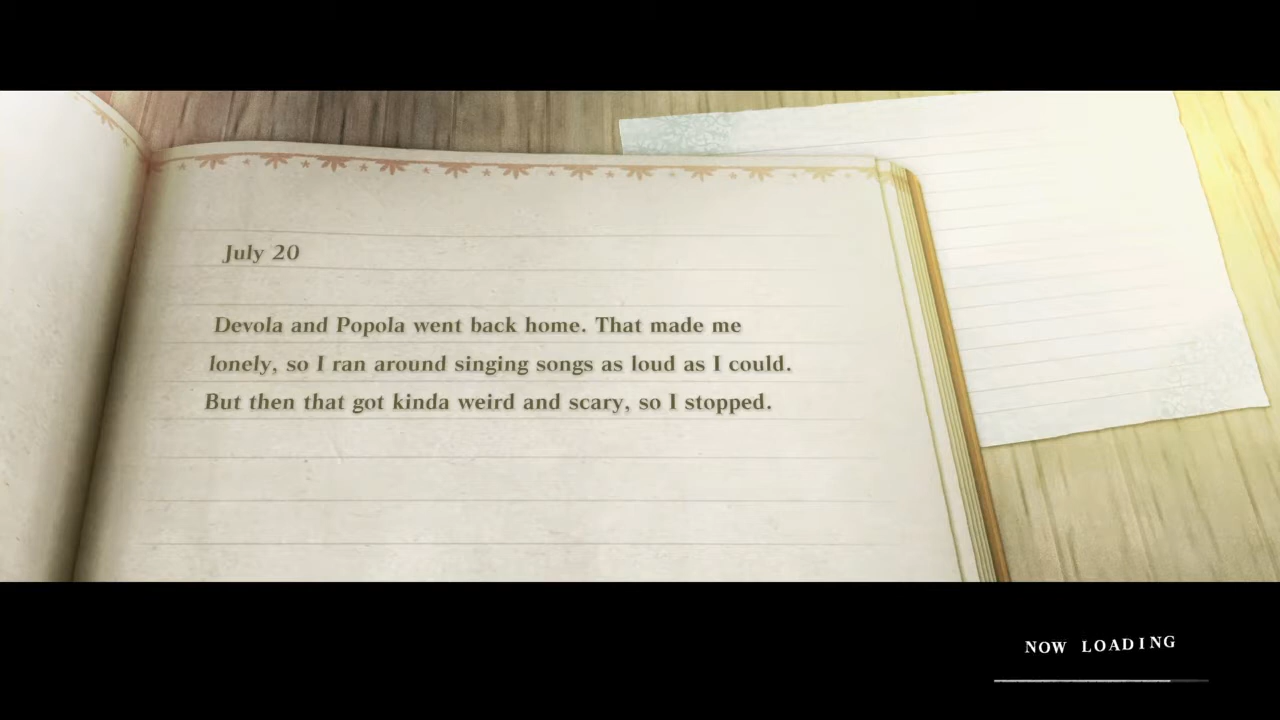 July 20
Devola and Popola went back home. That made me
lonely, so I ran around singing songs as loud as I could.
But then that got kinda weird and scary, so I stopped.
NOW LOADING